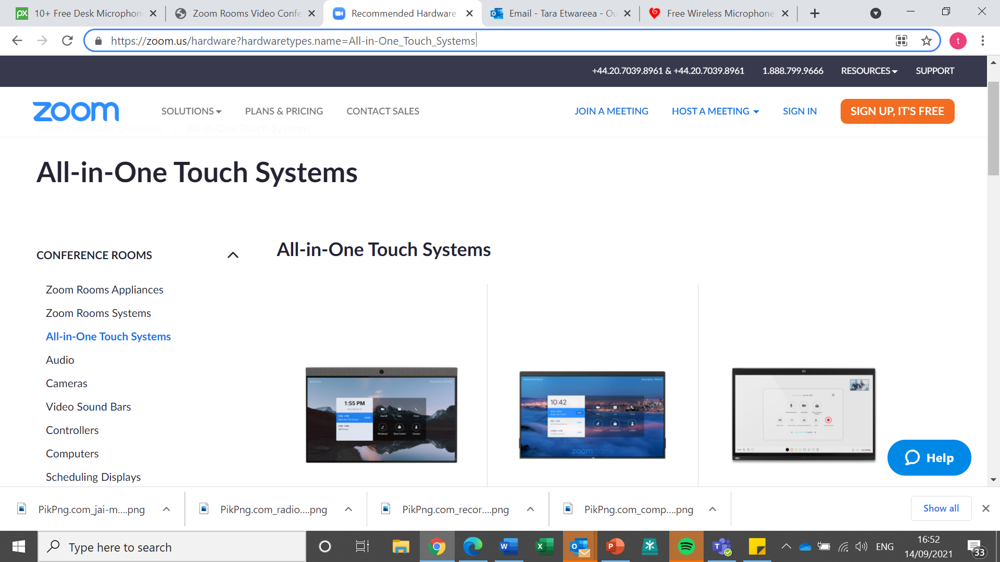 10+ Free Desk Microphon
Zoom Rooms Video Confe
Recommended Hardware
Email - Tara Etwareea - Ou
Free Wireless Microphone
https://zoom.us/hardware?hardwaretypes.name=All-in-One_Touch_Systems
t
+44.20.7039.8961 & +44.20.7039.8961
1.888.799.9666
RESOURCES
SUPPORT
zoom
SOLUTIONS
PLANS & PRICING
CONTACT SALES
JOIN A MEETING
HOST A MEETING
SIGN IN
SIGN UP, IT'S FREE
Zoom Hardware Overview
All-in-One Touch Systems
All-in-One Touch Systems
CONFERENCE ROOMS
Zoom Rooms Appliances
Zoom Rooms Systems
All-in-One Touch Systems
Audio
Cameras
Video Sound Bars
Controllers
Computers
Scheduling Displays
All-in-One Touch Systems
1:55 PM
10:42
zoomrooms
Help
PikPng.com_jai-m....png
PikPng.com_radio....png
PikPng.com_recor....png
PikPng.com_comp....png
Show all
Type here to search
ENG
16:52
14/09/2021
33